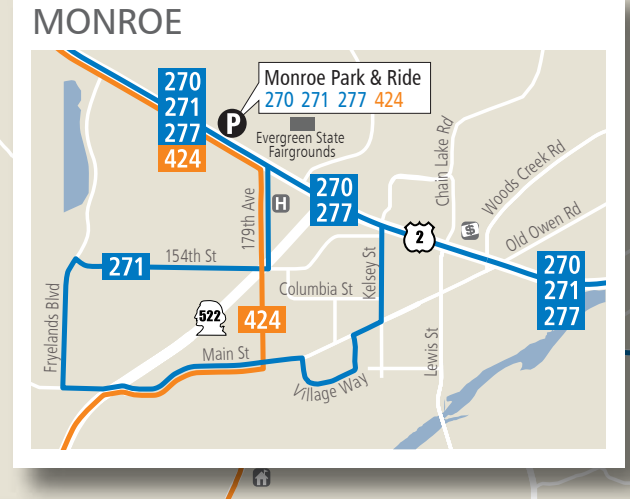 MONROE
270
271
277
424
Monroe Park & Ride
270 271 277 424
P
Evergreen State
Fairgrounds
Chain Lake Rd
Woods Creek Rd
Old Owen Rd
179th Ave
H
270
277
2
$
154th St
271
Columbia St
Kelsey St
270
271
277
Fryelands Blvd
522
424
Main St
Village Way
Lewis St